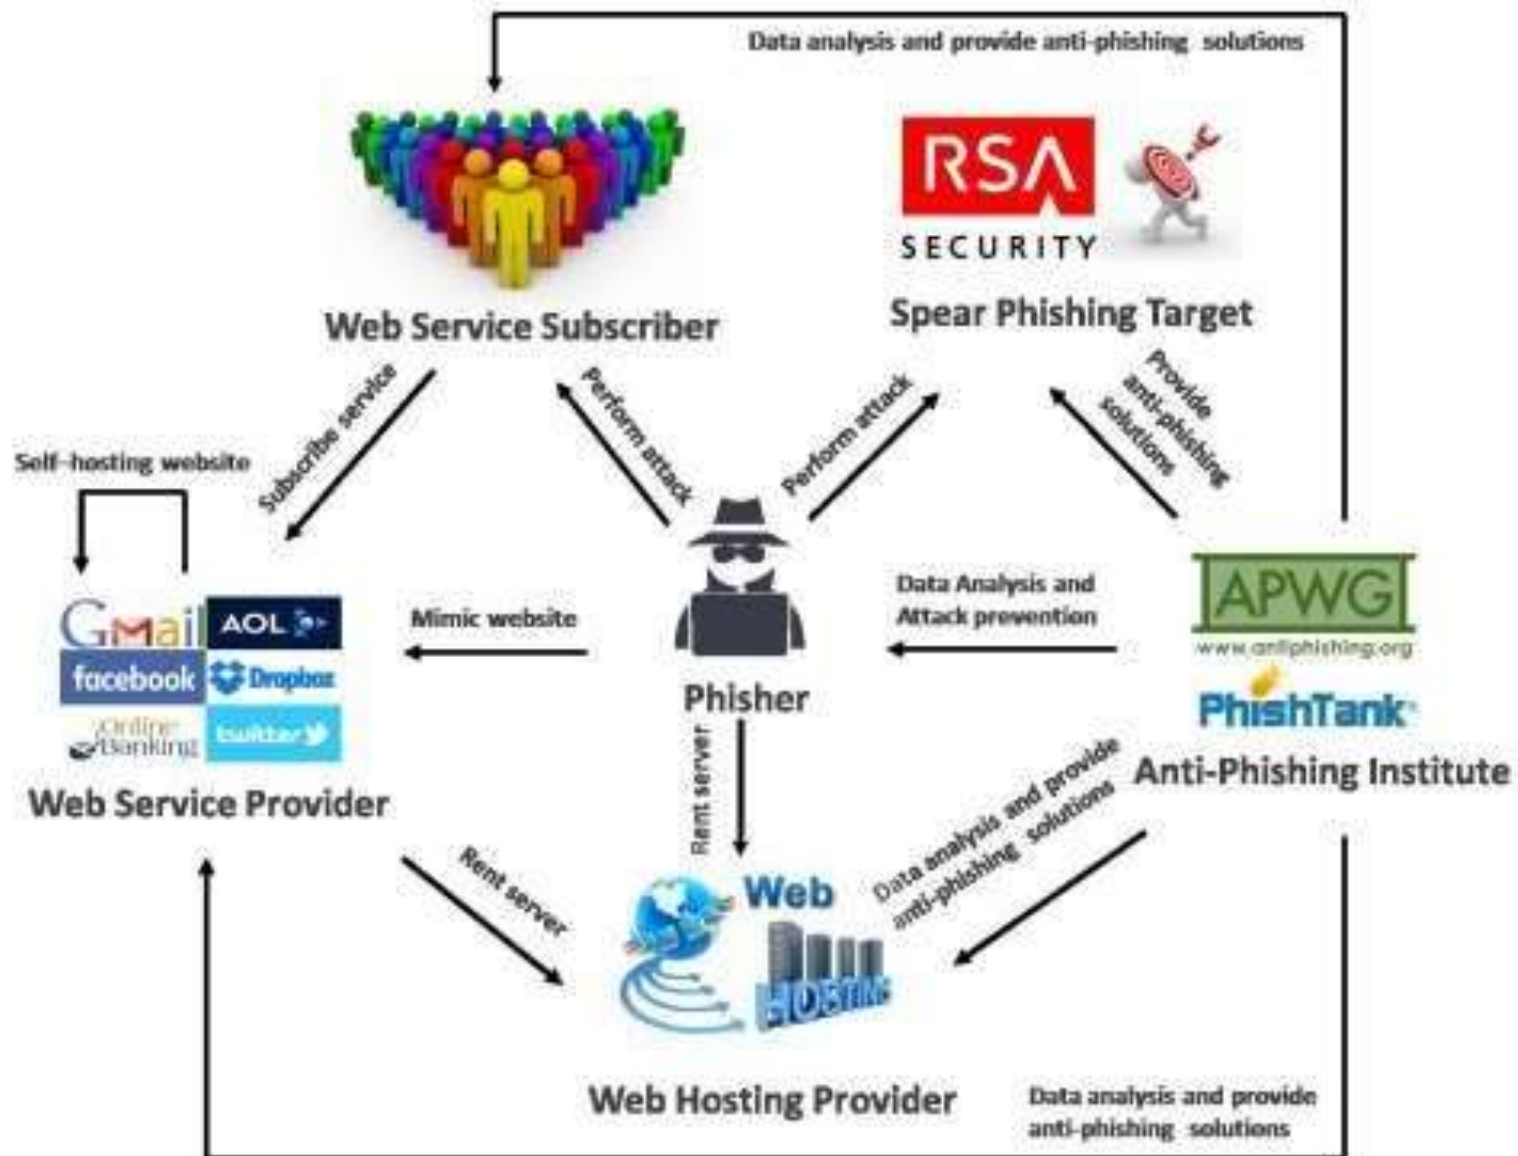 Data analysis and provide anti-phishing solutions
RSA
SECURITY
Web Service Subscriber
Spear Phishing Target
Subscribe service
Perform attack
Perform attack
Provide
anti-phishing
solutions
Self-hosting website
Gmail
AOL
facebook
Dropbox
Online
Banking
twitter
Mimic website
Data Analysis and
Attack prevention
APWG
www.antiphishing.org
PhishTank
Phisher
Anti-Phishing Institute
Web Service Provider
Rent server
Rent server
Data analysis and provide
anti-phishing solutions
Web
HOSTING
Web Hosting Provider
Data analysis and provide
anti-phishing solutions